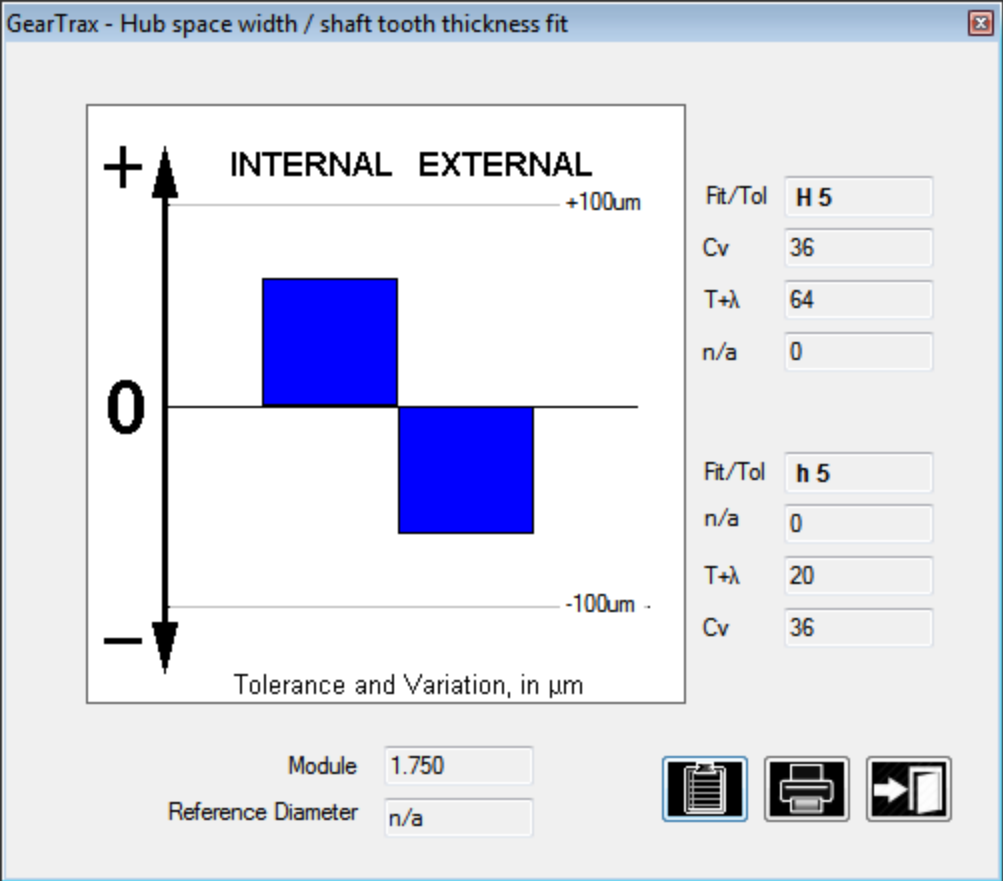 GearTrax - Hub space width / shaft tooth thickness fit
+
INTERNAL EXTERNAL
+100um
0
-100um -
−
Tolerance and Variation, in µm
Fit/Tol H 5
Cv 36
T+λ 64
n/a 0
Fit/Tol h 5
n/a 0
T+λ 20
Cv 36
Module 1.750
Reference Diameter n/a